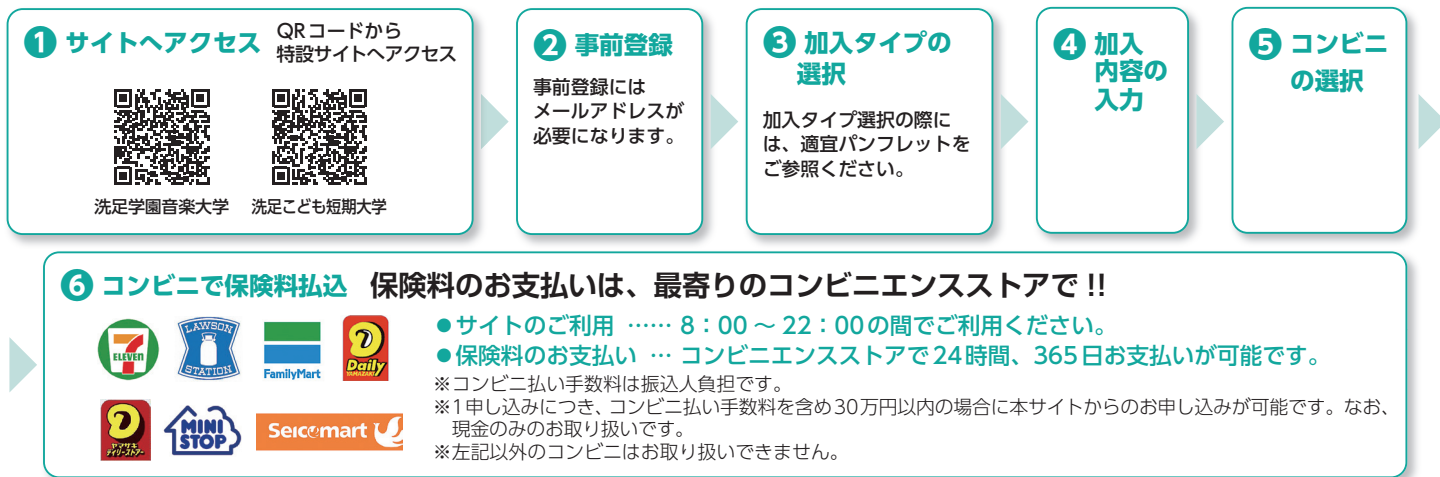 ❶ サイトへアクセス
QRコードから
特設サイトへアクセス
洗足学園音楽大学
洗足こども短期大学
❷ 事前登録
事前登録には
メールアドレスが
必要になります。
❸ 加入タイプの
選択
加入タイプ選択の際に
は、適宜パンフレットを
ご参照ください。
❹ 加入
内容の
入力
❺ コンビニ
の選択
❻ コンビニで保険料払込 保険料のお支払いは、最寄りのコンビニエンスストアで!!
7
ELEVEN
LAWSON
STATION
FamilyMart
D
Daily
YAMAZAKI
D
ヤマザキ
デイリーストアー
MINI
STOP
Seicomart
●サイトのご利用 …… 8:00 ~ 22:00の間でご利用ください。
●保険料のお支払い … コンビニエンスストアで24時間、365日お支払いが可能です。
※コンビニ払い手数料は振込人負担です。
※1申し込みにつき、コンビニ払い手数料を含め30万円以内の場合に本サイトからのお申し込みが可能です。なお、
現金のみのお取り扱いです。
※左記以外のコンビニはお取り扱いできません。